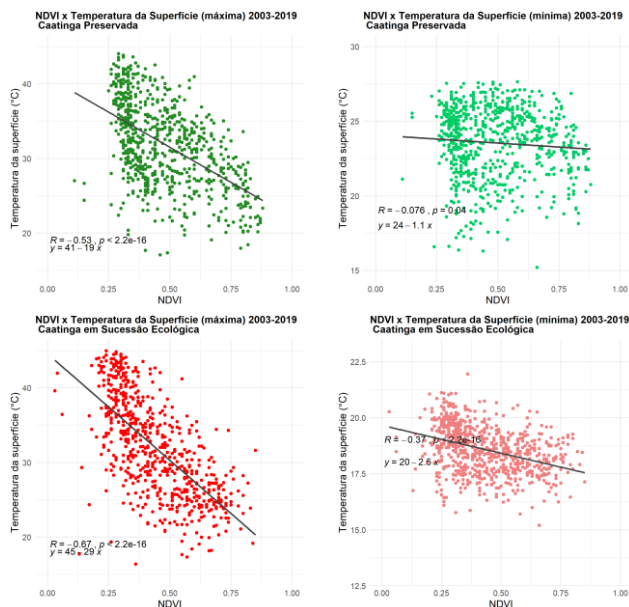 NDVI x Temperatura da Superfície (máxima) 2003-2019
Caatinga Preservada
Temperatura da superfície (°C)
40
30
20
R = −0.53 , p < 2.2e-16
y = 41 − 19 x
0.00 0.25 0.50 0.75 1.00
NDVI
NDVI x Temperatura da Superfície (mínima) 2003-2019
Caatinga Preservada
Temperatura da superfície (°C)
30
25
20
15
R = −0.076 , p = 0.04
y = 24 − 1.1 x
0.00 0.25 0.50 0.75 1.00
NDVI
NDVI x Temperatura da Superfície (máxima) 2003-2019
Caatinga em Sucessão Ecológica
Temperatura da superfície (°C)
40
30
20
R = −0.67 , p < 2.2e-16
y = 45 − 29 x
0.00 0.25 0.50 0.75 1.00
NDVI
NDVI x Temperatura da Superfície (mínima) 2003-2019
Caatinga em Sucessão Ecológica
Temperatura da superfície (°C)
22.5
20.0
17.5
15.0
12.5
R = −0.37 , p < 2.2e-16
y = 20 − 2.5 x
0.00 0.25 0.50 0.75 1.00
NDVI